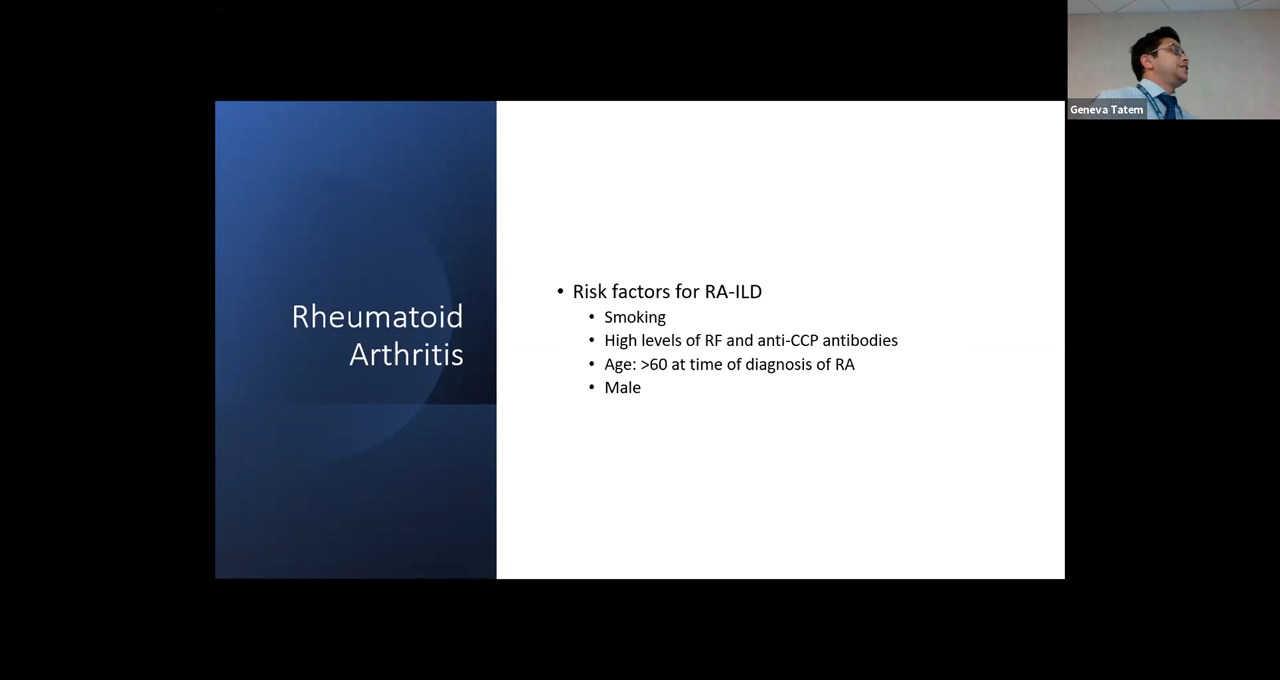 Geneva Tatem
Rheumatoid
Arthritis
• Risk factors for RA-ILD
• Smoking
• High levels of RF and anti-CCP antibodies
• Age: >60 at time of diagnosis of RA
• Male